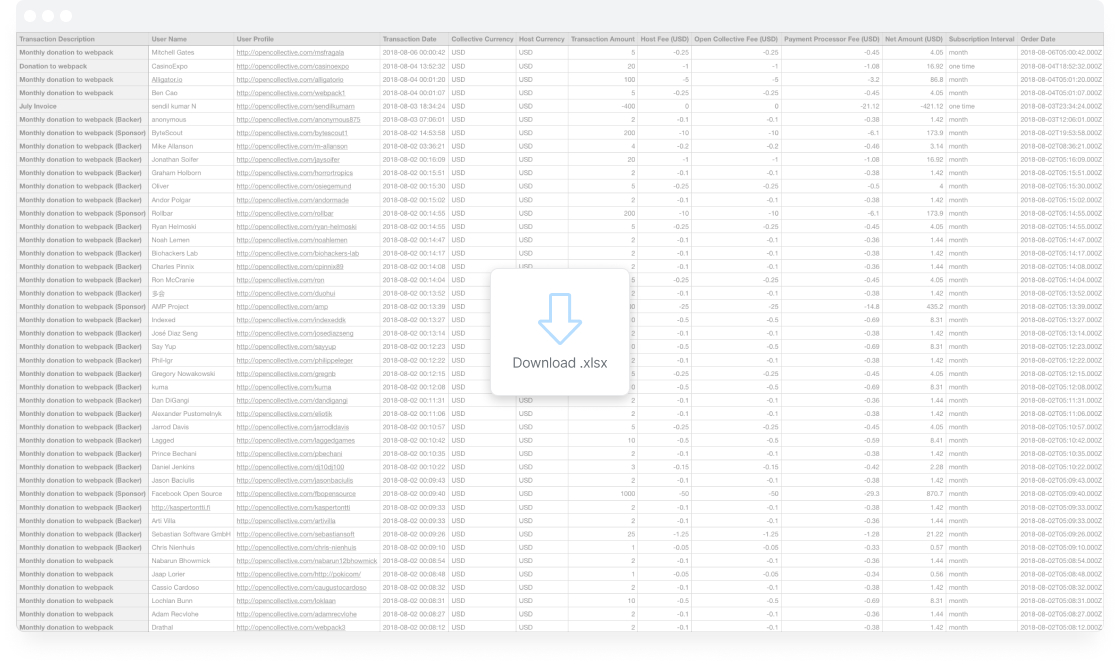 Transaction Description User Name User Profile Transaction Date Collective Currency Host Currency Transaction Amount Host Fee (USD) Open Collective Fee (USD) Payment Processor Fee (USD) Net Amount (USD) Subscription Interval Order Date
Monthly donation to webpack Mitchell Gates http://opencollective.com/msfragala 2018-08-06 00:00:42 USD USD 5 -0.25 -0.25 -0.45 4.05 month 2018-08-06T05:00:42.000Z
Donation to webpack CasinoExpo http://opencollective.com/casinoexpo 2018-08-04 13:52:32 USD USD 20 -1 -1 -1.08 16.92 one time 2018-08-04T18:52:32.000Z
Monthly donation to webpack Alligator.io http://opencollective.com/alligatorio 2018-08-04 00:01:20 USD USD 100 -5 -5 -3.2 86.8 month 2018-08-04T05:01:20.000Z
Monthly donation to webpack Ben Cao http://opencollective.com/webpack1 2018-08-04 00:01:07 USD USD 5 -0.25 -0.25 -0.45 4.05 month 2018-08-04T05:01:07.000Z
July Invoice sendil kumar N http://opencollective.com/sendilkumarn 2018-08-03 18:34:24 USD USD -400 0 0 -21.12 -421.12 one time 2018-08-03T23:34:24.000Z
Monthly donation to webpack (Backer) anonymous http://opencollective.com/anonymous875 2018-08-03 07:06:01 USD USD 2 -0.1 -0.1 -0.38 1.42 month 2018-08-03T12:06:01.000Z
Monthly donation to webpack (Sponsor) ByteScout http://opencollective.com/bytescout1 2018-08-02 14:53:58 USD USD 200 -10 -10 -6.1 173.9 month 2018-08-02T19:53:58.000Z
Monthly donation to webpack (Backer) Mike Allanson http://opencollective.com/m-allanson 2018-08-02 03:36:21 USD USD 4 -0.2 -0.2 -0.46 3.14 month 2018-08-02T08:36:21.000Z
Monthly donation to webpack (Backer) Jonathan Soifer http://opencollective.com/jaysoifer 2018-08-02 00:16:09 USD USD 20 -1 -1 -1.08 16.92 month 2018-08-02T05:16:09.000Z
Monthly donation to webpack (Backer) Graham Holborn http://opencollective.com/horrortropics 2018-08-02 00:15:51 USD USD 2 -0.1 -0.1 -0.38 1.42 month 2018-08-02T05:15:51.000Z
Monthly donation to webpack (Backer) Oliver http://opencollective.com/osiegemund 2018-08-02 00:15:30 USD USD 5 -0.25 -0.25 -0.5 4 month 2018-08-02T05:15:30.000Z
Monthly donation to webpack (Backer) Andor Polgar http://opencollective.com/andormade 2018-08-02 00:15:02 USD USD 2 -0.1 -0.1 -0.38 1.42 month 2018-08-02T05:15:02.000Z
Monthly donation to webpack (Sponsor) Rollbar http://opencollective.com/rollbar 2018-08-02 00:14:55 USD USD 200 -10 -10 -6.1 173.9 month 2018-08-02T05:14:55.000Z
Monthly donation to webpack (Backer) Ryan Helmoski http://opencollective.com/ryan-helmoski 2018-08-02 00:14:55 USD USD 5 -0.25 -0.25 -0.45 4.05 month 2018-08-02T05:14:55.000Z
Monthly donation to webpack (Backer) Noah Lemen http://opencollective.com/noahlemen 2018-08-02 00:14:47 USD USD 2 -0.1 -0.1 -0.36 1.44 month 2018-08-02T05:14:47.000Z
Monthly donation to webpack (Backer) Biohackers Lab http://opencollective.com/biohackers-lab 2018-08-02 00:14:17 USD USD 2 -0.1 -0.1 -0.38 1.42 month 2018-08-02T05:14:17.000Z
Monthly donation to webpack (Backer) Charles Pinnix http://opencollective.com/cpinnix89 2018-08-02 00:14:08 USD USD 2 -0.1 -0.1 -0.36 1.44 month 2018-08-02T05:14:08.000Z
Monthly donation to webpack (Backer) Ron McCranie http://opencollective.com/ron 2018-08-02 00:14:04 USD 5 -0.25 -0.25 -0.45 4.05 month 2018-08-02T05:14:04.000Z
Monthly donation to webpack (Backer) 多会 http://opencollective.com/duohui 2018-08-02 00:13:52 USD 2 -0.1 -0.1 -0.38 1.42 month 2018-08-02T05:13:52.000Z
Monthly donation to webpack (Sponsor) AMP Project http://opencollective.com/amp 2018-08-02 00:13:39 USD 0 -25 -25 -14.8 435.2 month 2018-08-02T05:13:39.000Z
Monthly donation to webpack (Backer) Indexed http://opencollective.com/indexeddk 2018-08-02 00:13:27 USD 0 -0.5 -0.5 -0.69 8.31 month 2018-08-02T05:13:27.000Z
Monthly donation to webpack (Backer) José Diaz Seng http://opencollective.com/josediazseng 2018-08-02 00:13:14 USD 2 -0.1 -0.1 -0.38 1.42 month 2018-08-02T05:13:14.000Z
Monthly donation to webpack (Backer) Say Yup http://opencollective.com/sayyup 2018-08-02 00:12:23 USD 0 -0.5 -0.5 -0.69 8.31 month 2018-08-02T05:12:23.000Z
Monthly donation to webpack (Backer) Phil-lgr http://opencollective.com/philippeleger 2018-08-02 00:12:22 USD 2 -0.1 -0.1 -0.38 1.42 month 2018-08-02T05:12:22.000Z
Download .xlsx
Monthly donation to webpack (Backer) Gregory Nowakowski http://opencollective.com/gregnb 2018-08-02 00:12:15 USD 5 -0.25 -0.25 -0.45 4.05 month 2018-08-02T05:12:15.000Z
Monthly donation to webpack (Backer) kuma http://opencollective.com/kuma 2018-08-02 00:12:08 USD 0 -0.5 -0.5 -0.69 8.31 month 2018-08-02T05:12:08.000Z
Monthly donation to webpack (Backer) Dan DiGangi http://opencollective.com/dandigangi 2018-08-02 00:11:31 USD USD 2 -0.1 -0.1 -0.36 1.44 month 2018-08-02T05:11:31.000Z
Monthly donation to webpack (Backer) Alexander Pustomelnyk http://opencollective.com/eliotik 2018-08-02 00:11:06 USD USD 2 -0.1 -0.1 -0.38 1.42 month 2018-08-02T05:11:06.000Z
Monthly donation to webpack (Backer) Jarrod Davis http://opencollective.com/jarrodldavis 2018-08-02 00:10:57 USD USD 5 -0.25 -0.25 -0.45 4.05 month 2018-08-02T05:10:57.000Z
Monthly donation to webpack (Backer) Lagged http://opencollective.com/laggedgames 2018-08-02 00:10:42 USD USD 10 -0.5 -0.5 -0.59 8.41 month 2018-08-02T05:10:42.000Z
Monthly donation to webpack (Backer) Prince Bechani http://opencollective.com/pbechani 2018-08-02 00:10:35 USD USD 2 -0.1 -0.1 -0.38 1.42 month 2018-08-02T05:10:35.000Z
Monthly donation to webpack (Backer) Daniel Jenkins http://opencollective.com/dj10dj100 2018-08-02 00:10:22 USD USD 3 -0.15 -0.15 -0.42 2.28 month 2018-08-02T05:10:22.000Z
Monthly donation to webpack (Backer) Jason Baciulis http://opencollective.com/jasonbaciulis 2018-08-02 00:09:43 USD USD 2 -0.1 -0.1 -0.38 1.42 month 2018-08-02T05:09:43.000Z
Monthly donation to webpack (Sponsor) Facebook Open Source http://opencollective.com/fbopensource 2018-08-02 00:09:40 USD USD 1000 -50 -50 -29.3 870.7 month 2018-08-02T05:09:40.000Z
Monthly donation to webpack (Backer) http://kaspertontti.fi http://opencollective.com/kaspertontti 2018-08-02 00:09:33 USD USD 2 -0.1 -0.1 -0.38 1.42 month 2018-08-02T05:09:33.000Z
Monthly donation to webpack (Backer) Arti Villa http://opencollective.com/artivilla 2018-08-02 00:09:33 USD USD 2 -0.1 -0.1 -0.36 1.44 month 2018-08-02T05:09:33.000Z
Monthly donation to webpack (Backer) Sebastian Software GmbH http://opencollective.com/sebastiansoft 2018-08-02 00:09:26 USD USD 25 -1.25 -1.25 -1.28 21.22 month 2018-08-02T05:09:26.000Z
Monthly donation to webpack (Backer) Chris Nienhuis http://opencollective.com/chris-nienhuis 2018-08-02 00:09:10 USD USD 1 -0.05 -0.05 -0.33 0.57 month 2018-08-02T05:09:10.000Z
Monthly donation to webpack Nabarun Bhowmick http://opencollective.com/nabarun12bhowmick 2018-08-02 00:08:54 USD USD 2 -0.1 -0.1 -0.36 1.44 month 2018-08-02T05:08:54.000Z
Monthly donation to webpack Jaap Lorier http://opencollective.com/http://pokicom/ 2018-08-02 00:08:48 USD USD 1 -0.05 -0.05 -0.34 0.56 month 2018-08-02T05:08:48.000Z
Monthly donation to webpack Cassio Cardoso http://opencollective.com/caugustocardoso 2018-08-02 00:08:32 USD USD 2 -0.1 -0.1 -0.38 1.42 month 2018-08-02T05:08:32.000Z
Monthly donation to webpack Lochlan Bunn http://opencollective.com/loklaan 2018-08-02 00:08:31 USD USD 10 -0.5 -0.5 -0.69 8.31 month 2018-08-02T05:08:31.000Z
Monthly donation to webpack Adam Recvlohe http://opencollective.com/adamrecvlohe 2018-08-02 00:08:27 USD USD 2 -0.1 -0.1 -0.36 1.44 month 2018-08-02T05:08:27.000Z
Monthly donation to webpack Drathal http://opencollective.com/webpack3 2018-08-02 00:08:12 USD USD 2 -0.1 -0.1 -0.38 1.42 month 2018-08-02T05:08:12.000Z